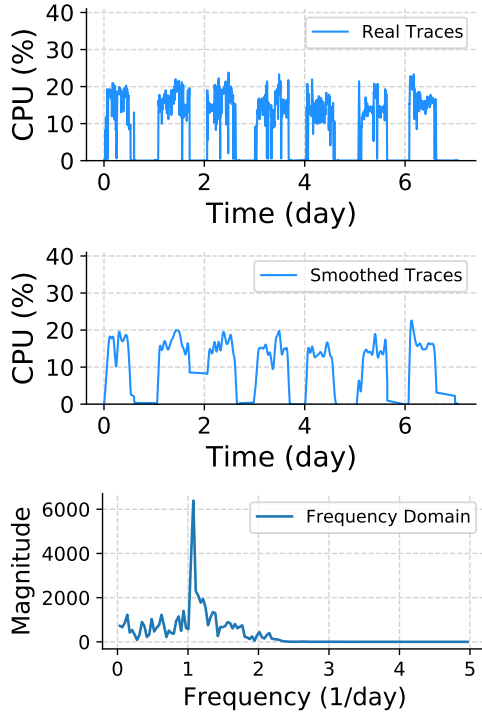 40
30
20
10
0
CPU (%)
Real Traces
0 2 4 6
Time (day)
40
30
20
10
0
CPU (%)
Smoothed Traces
0 2 4 6
Time (day)
6000
4000
2000
0
Magnitude
Frequency Domain
0 1 2 3 4 5
Frequency (1/day)